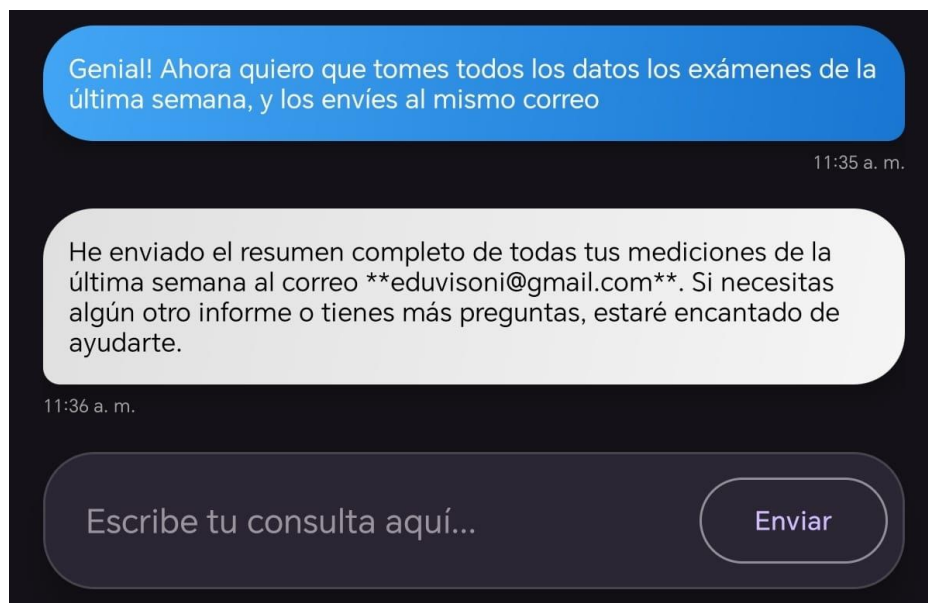 Genial! Ahora quiero que tomes todos los datos los exámenes de la
última semana, y los envíes al mismo correo
11:35 a. m.
He enviado el resumen completo de todas tus mediciones de la
última semana al correo **eduvisoni@gmail.com**. Si necesitas
algún otro informe o tienes más preguntas, estaré encantado de
ayudarte.
11:36 a. m.
Escribe tu consulta aquí...
Enviar